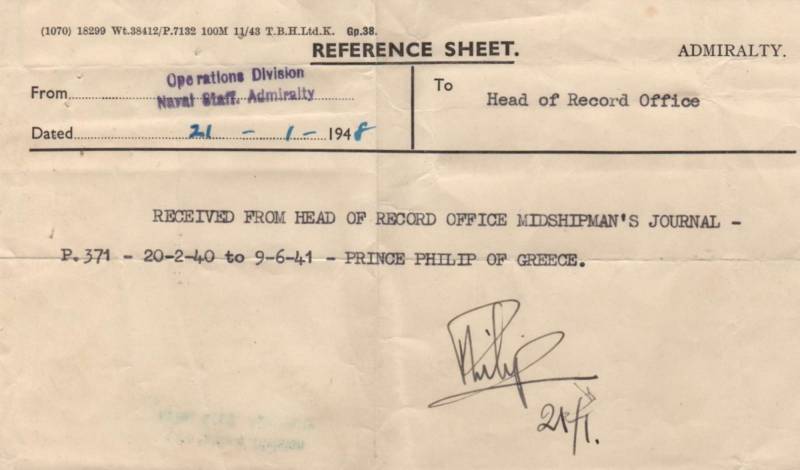 (1070) 18299 Wt.38412/P.7132 100M 11/43 T.B.H.Ltd.K. Gp.38.
REFERENCE SHEET.
ADMIRALTY.
From Operations Division
Naval Staff. Admiralty
To
Head of Record Office
Dated 21 - 1 - 1948
RECEIVED FROM HEAD OF RECORD OFFICE MIDSHIPMAN'S JOURNAL -
P.371 - 20-2-40 to 9-6-41 - PRINCE PHILIP OF GREECE.
Philip
21/1.